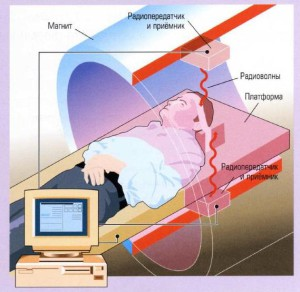 Магнит
Радиопередатчик
и приёмник
Радиоволны
Платформа
Радиопередатчик
и приёмник